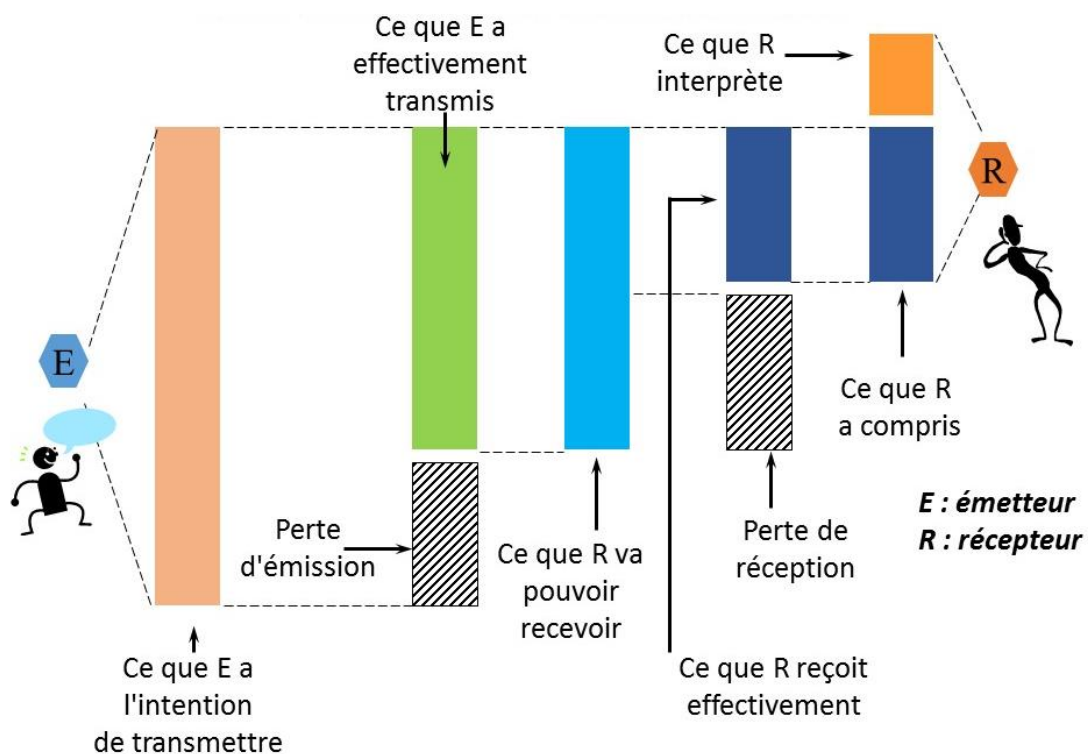 Ce que E a
effectivement
transmis
Ce que R
interprète
R
E
Perte
d'émission
Ce que R va
pouvoir
recevoir
Perte de
réception
Ce que R
a compris
E : émetteur
R : récepteur
Ce que E a
l'intention
de transmettre
Ce que R reçoit
effectivement